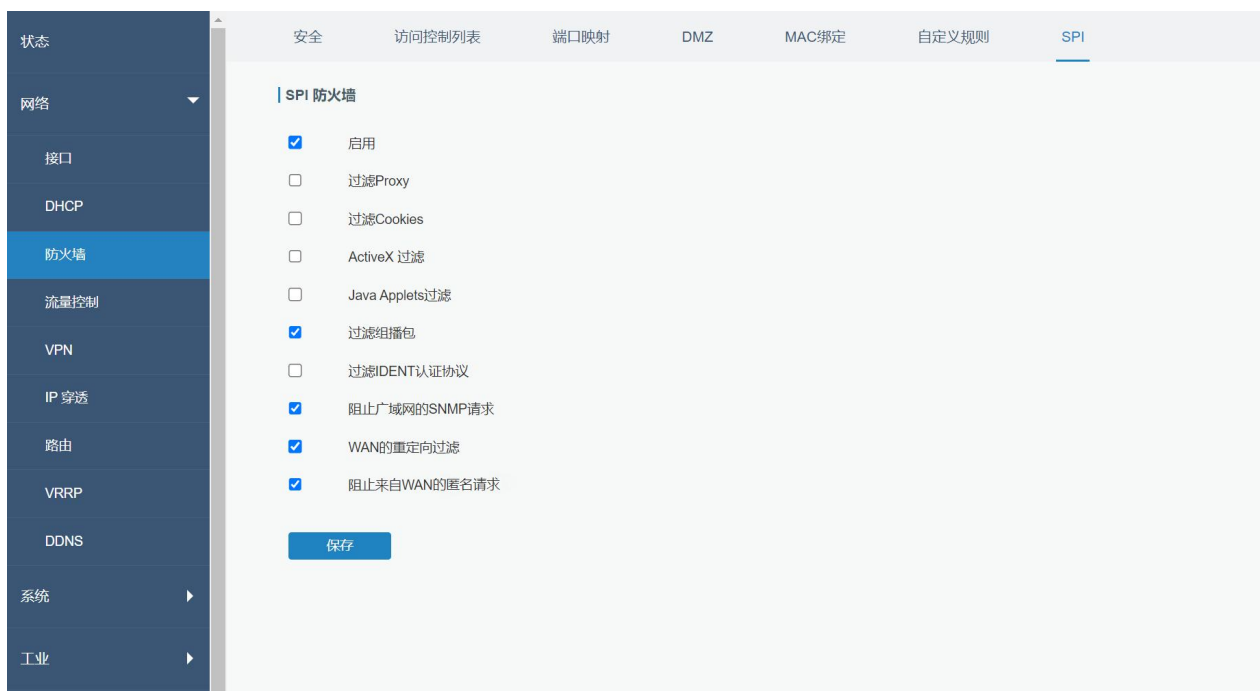 状态
网络
接口
DHCP
防火墙
流量控制
VPN
IP 穿透
路由
VRRP
DDNS
系统
工业
安全 访问控制列表 端口映射 DMZ MAC绑定 自定义规则 SPI
SPI 防火墙
启用
过滤Proxy
过滤Cookies
ActiveX 过滤
Java Applets过滤
过滤组播包
过滤IDENT认证协议
阻止广域网的SNMP请求
WAN的重定向过滤
阻止来自WAN的匿名请求
保存